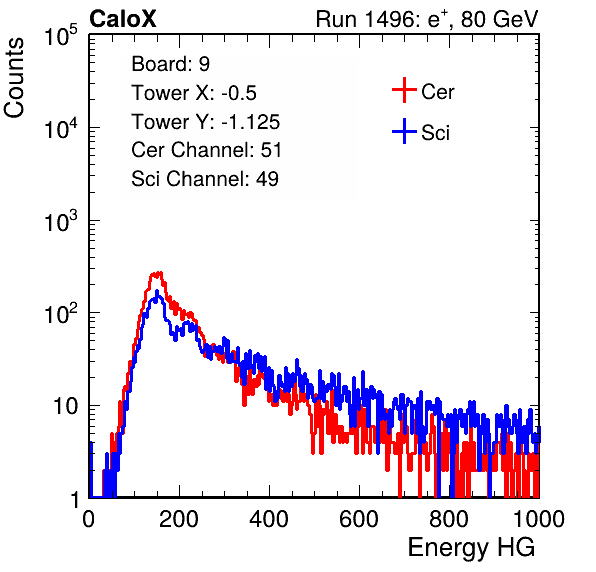 CaloX
Run 1496: e⁺, 80 GeV
Counts
Board: 9
Tower X: -0.5
Tower Y: -1.125
Cer Channel: 51
Sci Channel: 49
Cer
Sci
10⁵
10⁴
10³
10²
10
1
0 200 400 600 800 1000
Energy HG